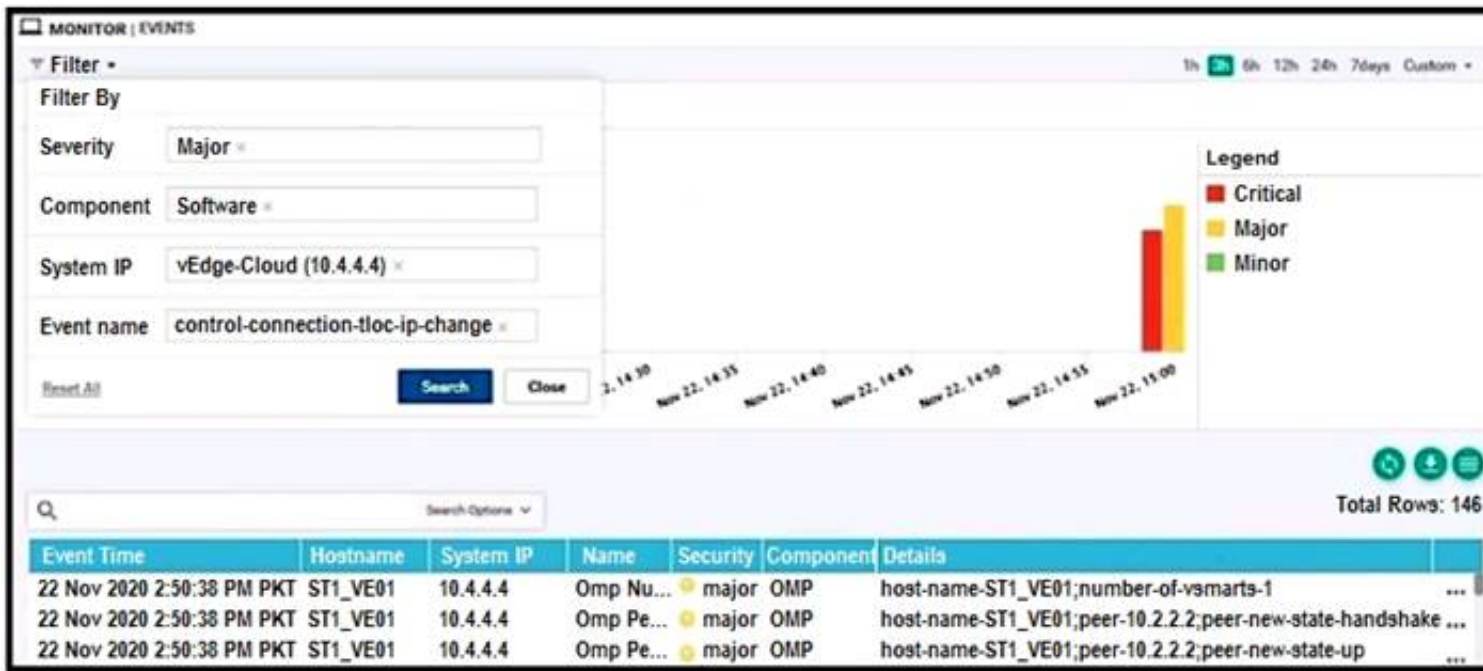 MONITOR | EVENTS
Filter
1h 3h 6h 12h 24h 7days Custom
Filter By
Severity Major ×
Component Software ×
System IP vEdge-Cloud (10.4.4.4) ×
Event name control-connection-tloc-ip-change ×
Reset All Search Close
Legend
Critical
Major
Minor
2, 14:30 Nov 22, 14:35 Nov 22, 14:40 Nov 22, 14:45 Nov 22, 14:50 Nov 22, 14:55 Nov 22, 15:00
Search Options
Total Rows: 146
Event Time Hostname System IP Name Security Component Details
22 Nov 2020 2:50:38 PM PKT ST1_VE01 10.4.4.4 Omp Nu... major OMP host-name-ST1_VE01;number-of-vsmarts-1 ...
22 Nov 2020 2:50:38 PM PKT ST1_VE01 10.4.4.4 Omp Pe... major OMP host-name-ST1_VE01;peer-10.2.2.2;peer-new-state-handshake ...
22 Nov 2020 2:50:38 PM PKT ST1_VE01 10.4.4.4 Omp Pe... major OMP host-name-ST1_VE01;peer-10.2.2.2;peer-new-state-up ...